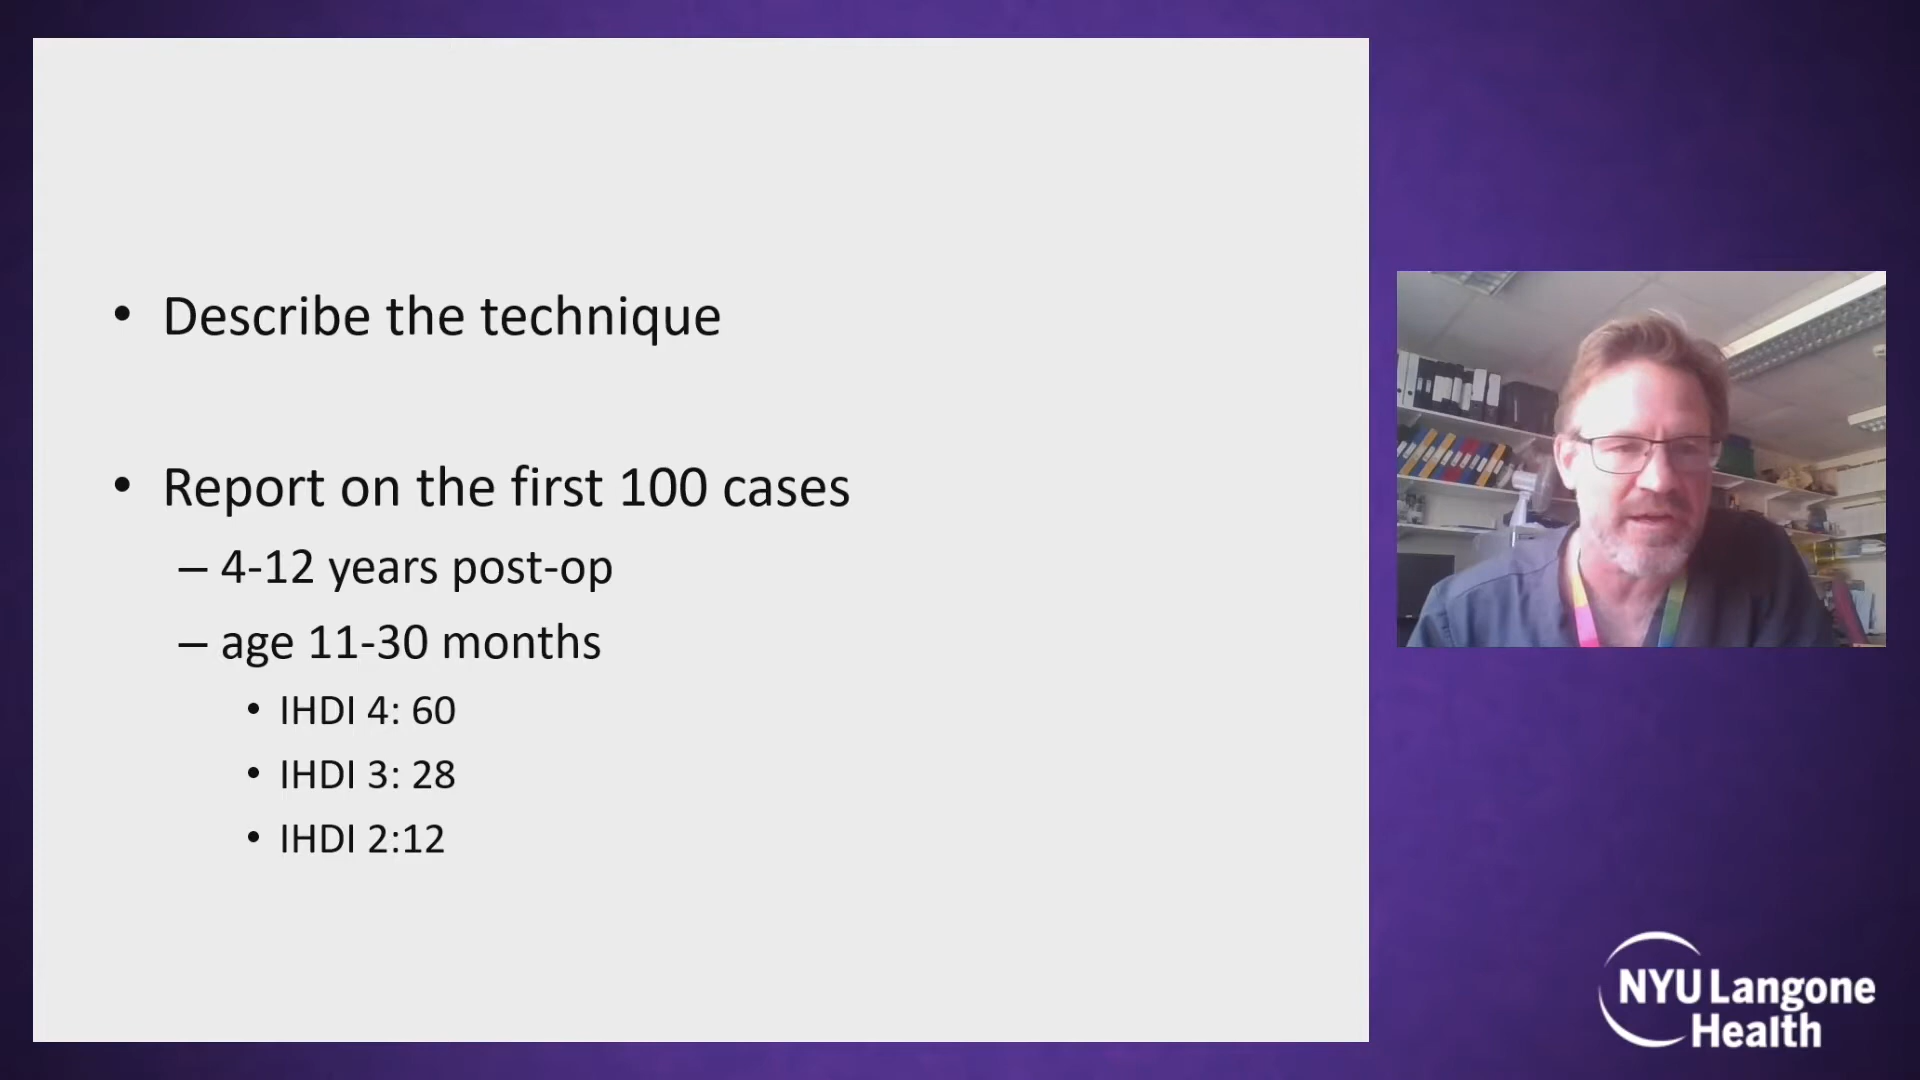 • Describe the technique
• Report on the first 100 cases
– 4-12 years post-op
– age 11-30 months
• IHDI 4: 60
• IHDI 3: 28
• IHDI 2:12
NYU Langone
Health